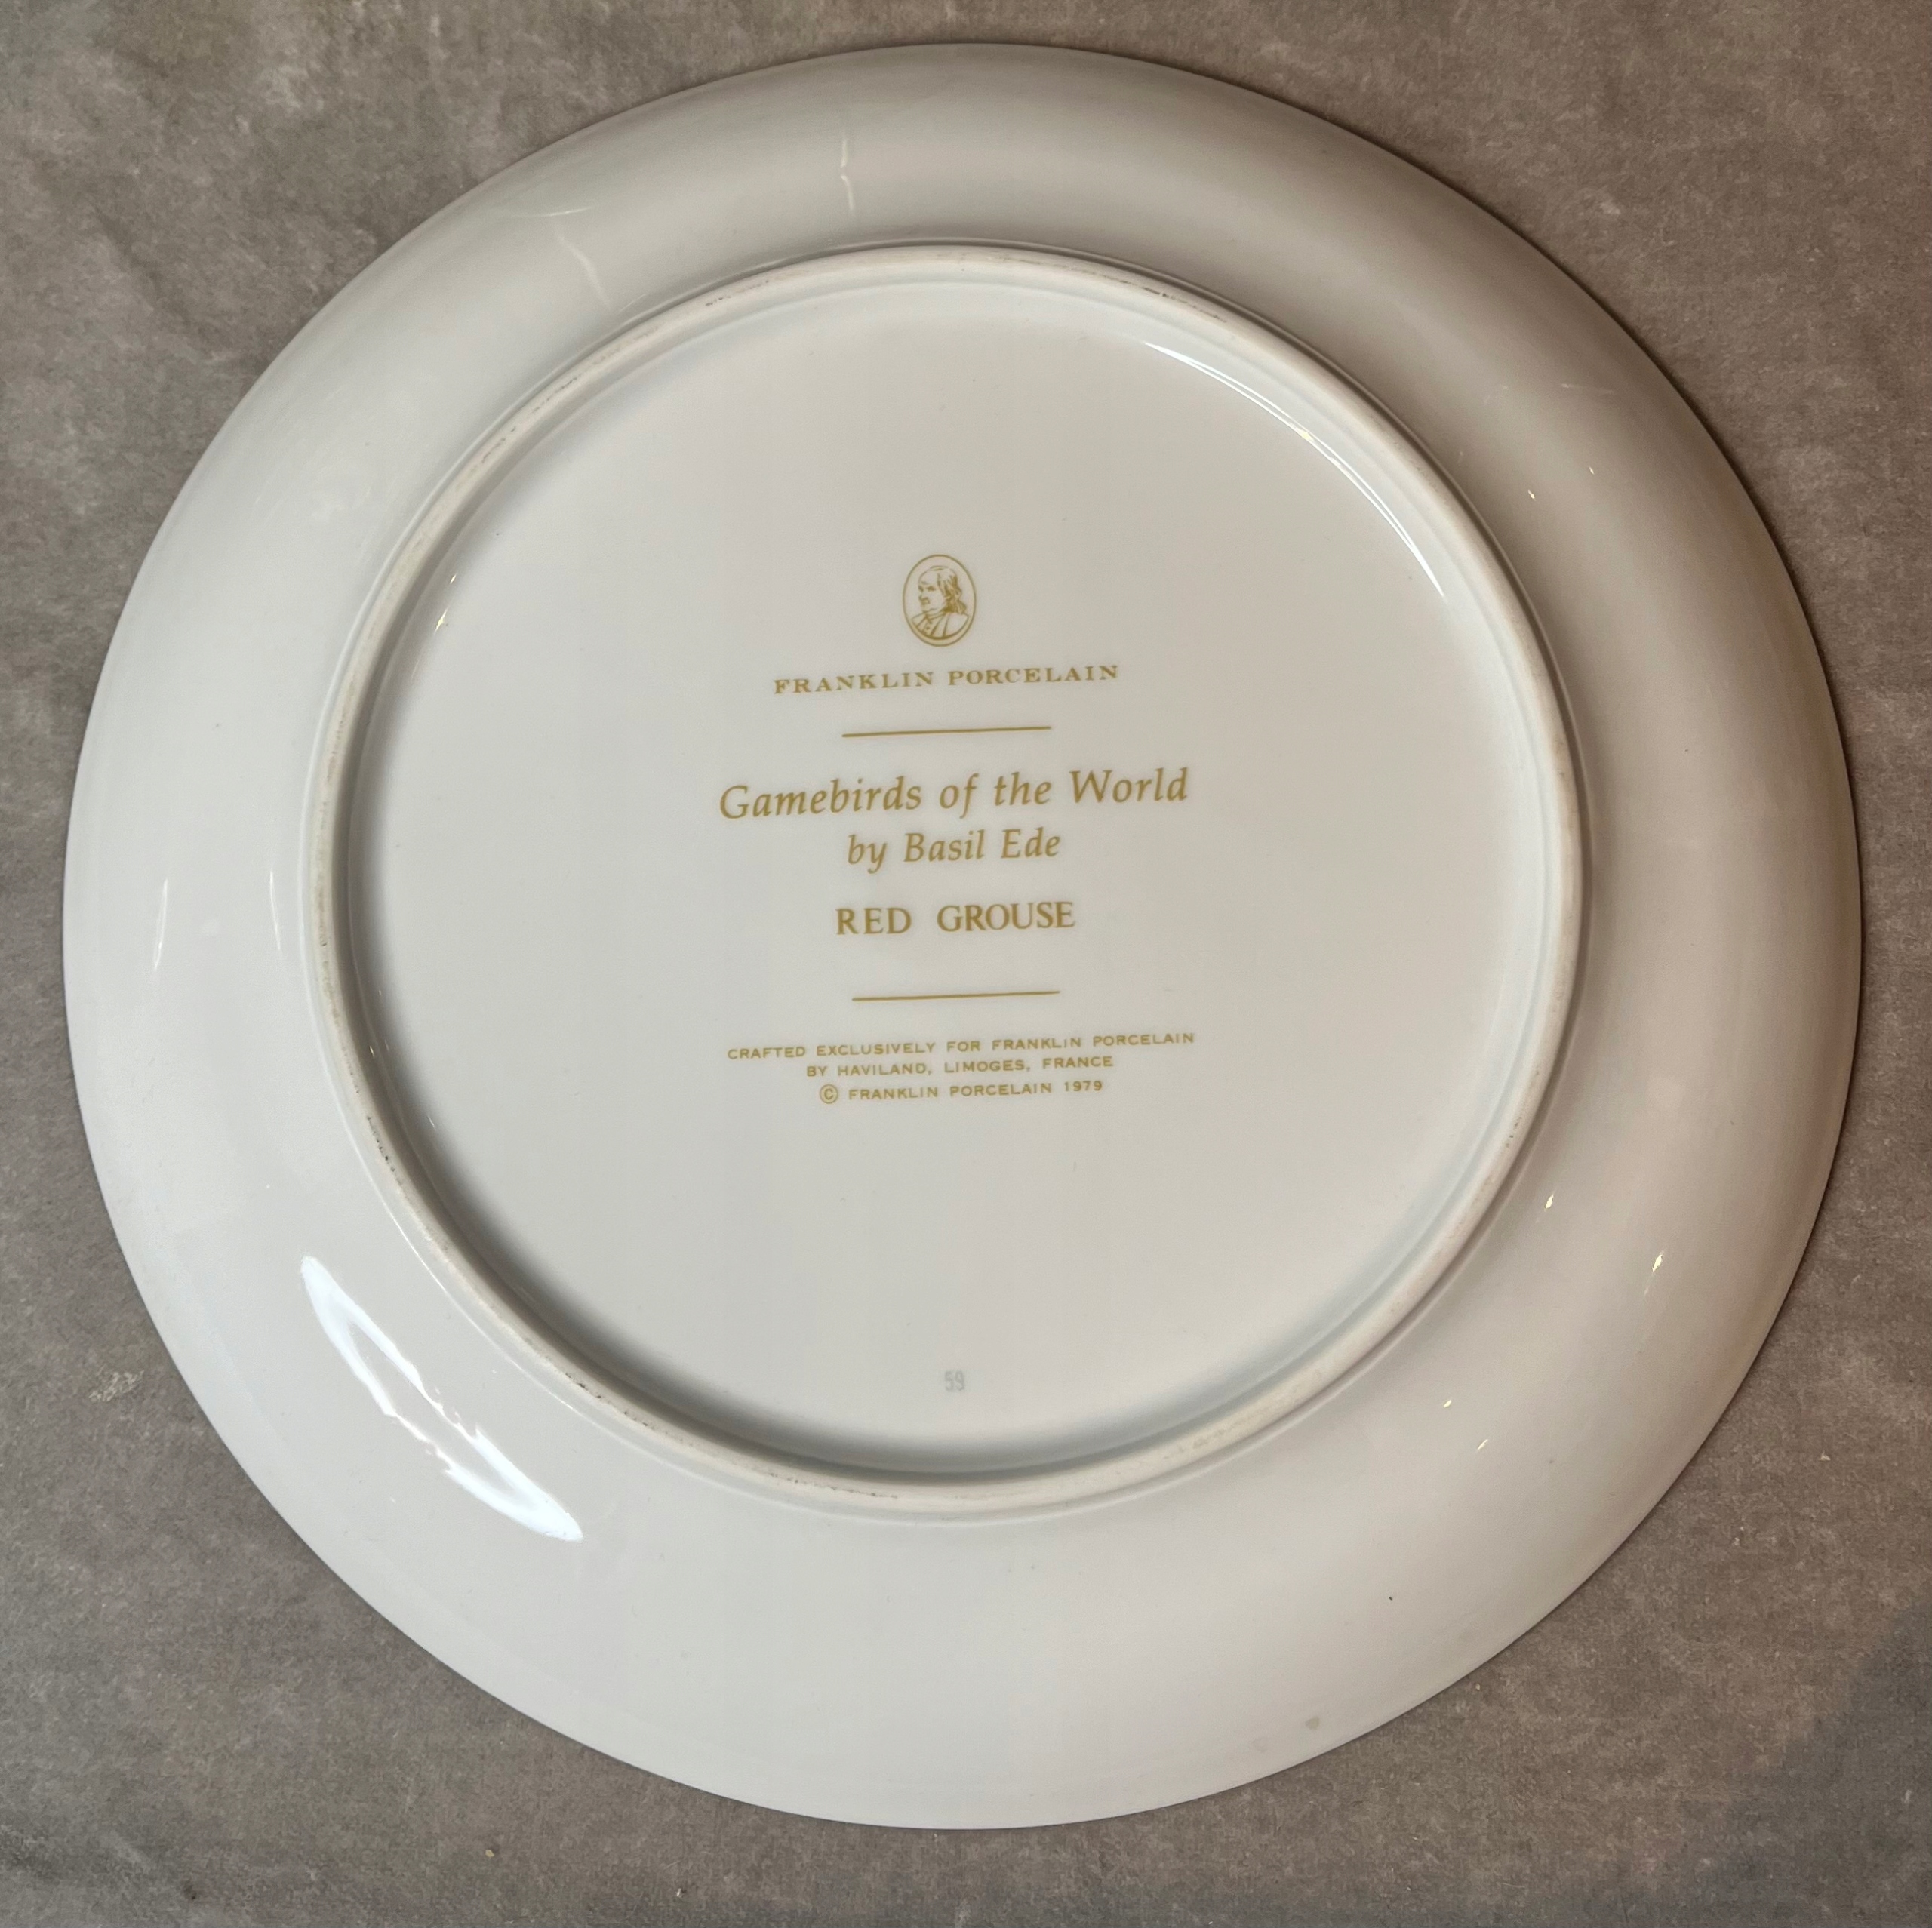 FRANKLIN PORCELAIN
Gamebirds of the World
by Basil Ede
RED GROUSE
CRAFTED EXCLUSIVELY FOR FRANKLIN PORCELAIN
BY HAVILAND, LIMOGES, FRANCE
© FRANKLIN PORCELAIN 1979
59